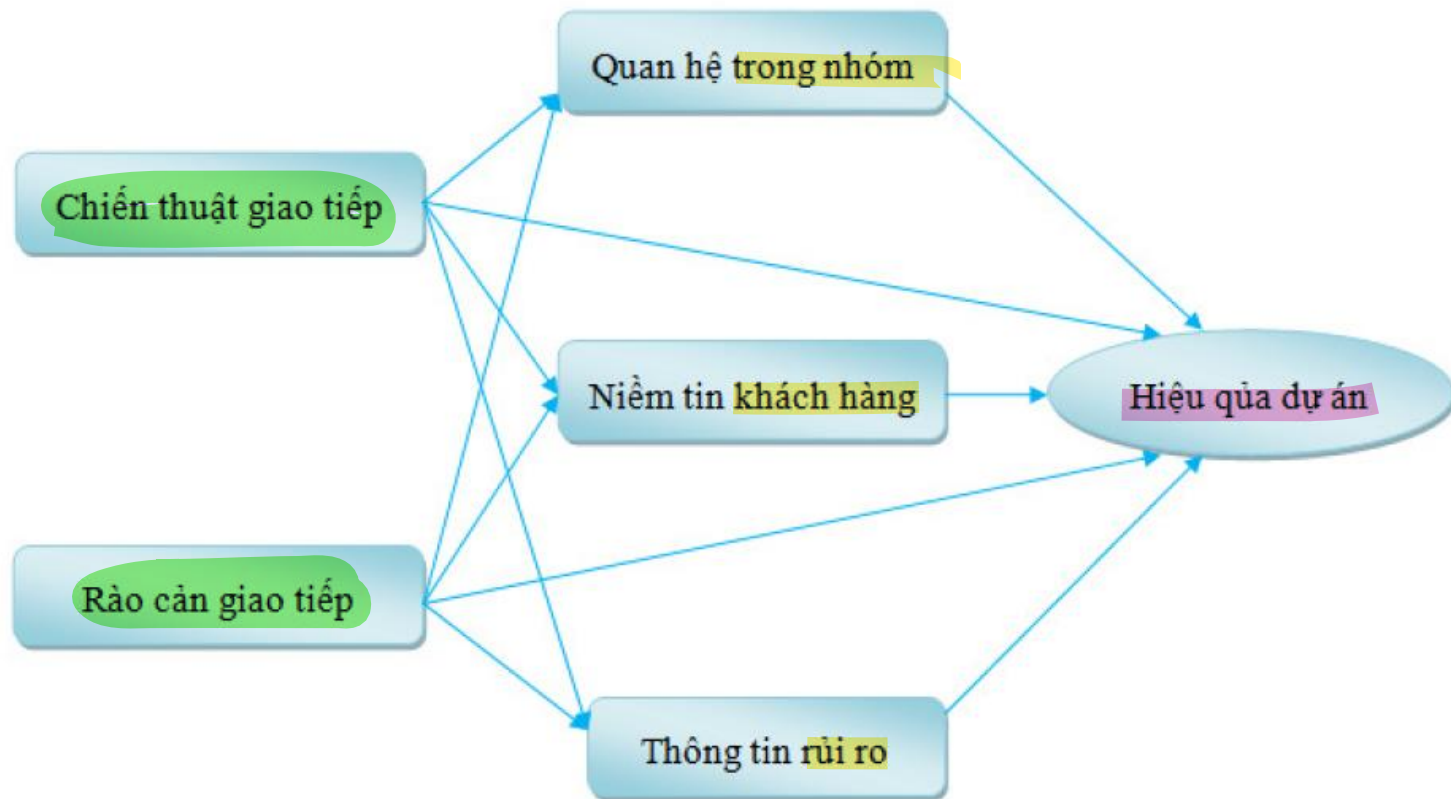 Quan hệ trong nhóm
Chiến thuật giao tiếp
Niềm tin khách hàng
Hiệu qủa dự án
Rào cản giao tiếp
Thông tin rủi ro